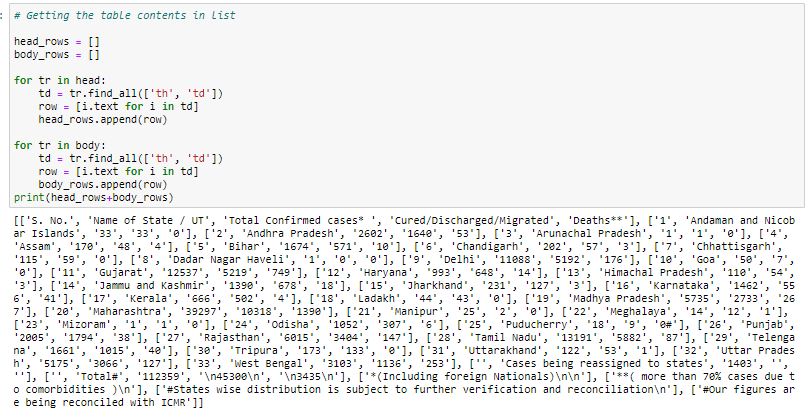 # Getting the table contents in list
head_rows = []
body_rows = []
for tr in head:
    td = tr.find_all(['th', 'td'])
    row = [i.text for i in td]
    head_rows.append(row)
for tr in body:
    td = tr.find_all(['th', 'td'])
    row = [i.text for i in td]
    body_rows.append(row)
print(head_rows+body_rows)
[['S. No.', 'Name of State / UT', 'Total Confirmed cases* ', 'Cured/Discharged/Migrated', 'Deaths**'], ['1', 'Andaman and Nicob
ar Islands', '33', '33', '0'], ['2', 'Andhra Pradesh', '2602', '1640', '53'], ['3', 'Arunachal Pradesh', '1', '1', '0'], ['4',
'Assam', '170', '48', '4'], ['5', 'Bihar', '1674', '571', '10'], ['6', 'Chandigarh', '202', '57', '3'], ['7', 'Chhattisgarh',
'115', '59', '0'], ['8', 'Dadar Nagar Haveli', '1', '0', '0'], ['9', 'Delhi', '11088', '5192', '176'], ['10', 'Goa', '50', '7',
'0'], ['11', 'Gujarat', '12537', '5219', '749'], ['12', 'Haryana', '993', '648', '14'], ['13', 'Himachal Pradesh', '110', '54',
'3'], ['14', 'Jammu and Kashmir', '1390', '678', '18'], ['15', 'Jharkhand', '231', '127', '3'], ['16', 'Karnataka', '1462', '55
6', '41'], ['17', 'Kerala', '666', '502', '4'], ['18', 'Ladakh', '44', '43', '0'], ['19', 'Madhya Pradesh', '5735', '2733', '26
7'], ['20', 'Maharashtra', '39297', '10318', '1390'], ['21', 'Manipur', '25', '2', '0'], ['22', 'Meghalaya', '14', '12', '1'],
['23', 'Mizoram', '1', '1', '0'], ['24', 'Odisha', '1052', '307', '6'], ['25', 'Puducherry', '18', '9', '0#'], ['26', 'Punjab',
'2005', '1794', '38'], ['27', 'Rajasthan', '6015', '3404', '147'], ['28', 'Tamil Nadu', '13191', '5882', '87'], ['29', 'Telenga
na', '1661', '1015', '40'], ['30', 'Tripura', '173', '133', '0'], ['31', 'Uttarakhand', '122', '53', '1'], ['32', 'Uttar Prades
h', '5175', '3066', '127'], ['33', 'West Bengal', '3103', '1136', '253'], ['', 'Cases being reassigned to states', '1403', '',
''], ['', 'Total#', '112359', '\n45300\n', '\n3435\n'], ['*(Including foreign Nationals)\n\n'], ['**( more than 70% cases due t
o comorbidities )\n'], ['#States wise distribution is subject to further verification and reconciliation\n'], ['#Our figures ar
e being reconciled with ICMR']]